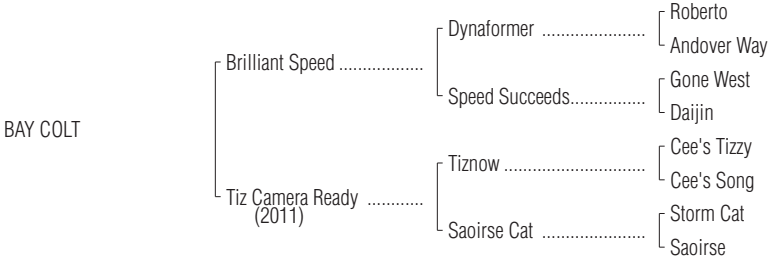 Roberto
Dynaformer ......................
Andover Way
Brilliant Speed ..................
Gone West
Speed Succeeds................
Daijin
BAY COLT
Cee's Tizzy
Tiznow ..............................
Cee's Song
Tiz Camera Ready ............
(2011)
Storm Cat
Saoirse Cat ......................
Saoirse